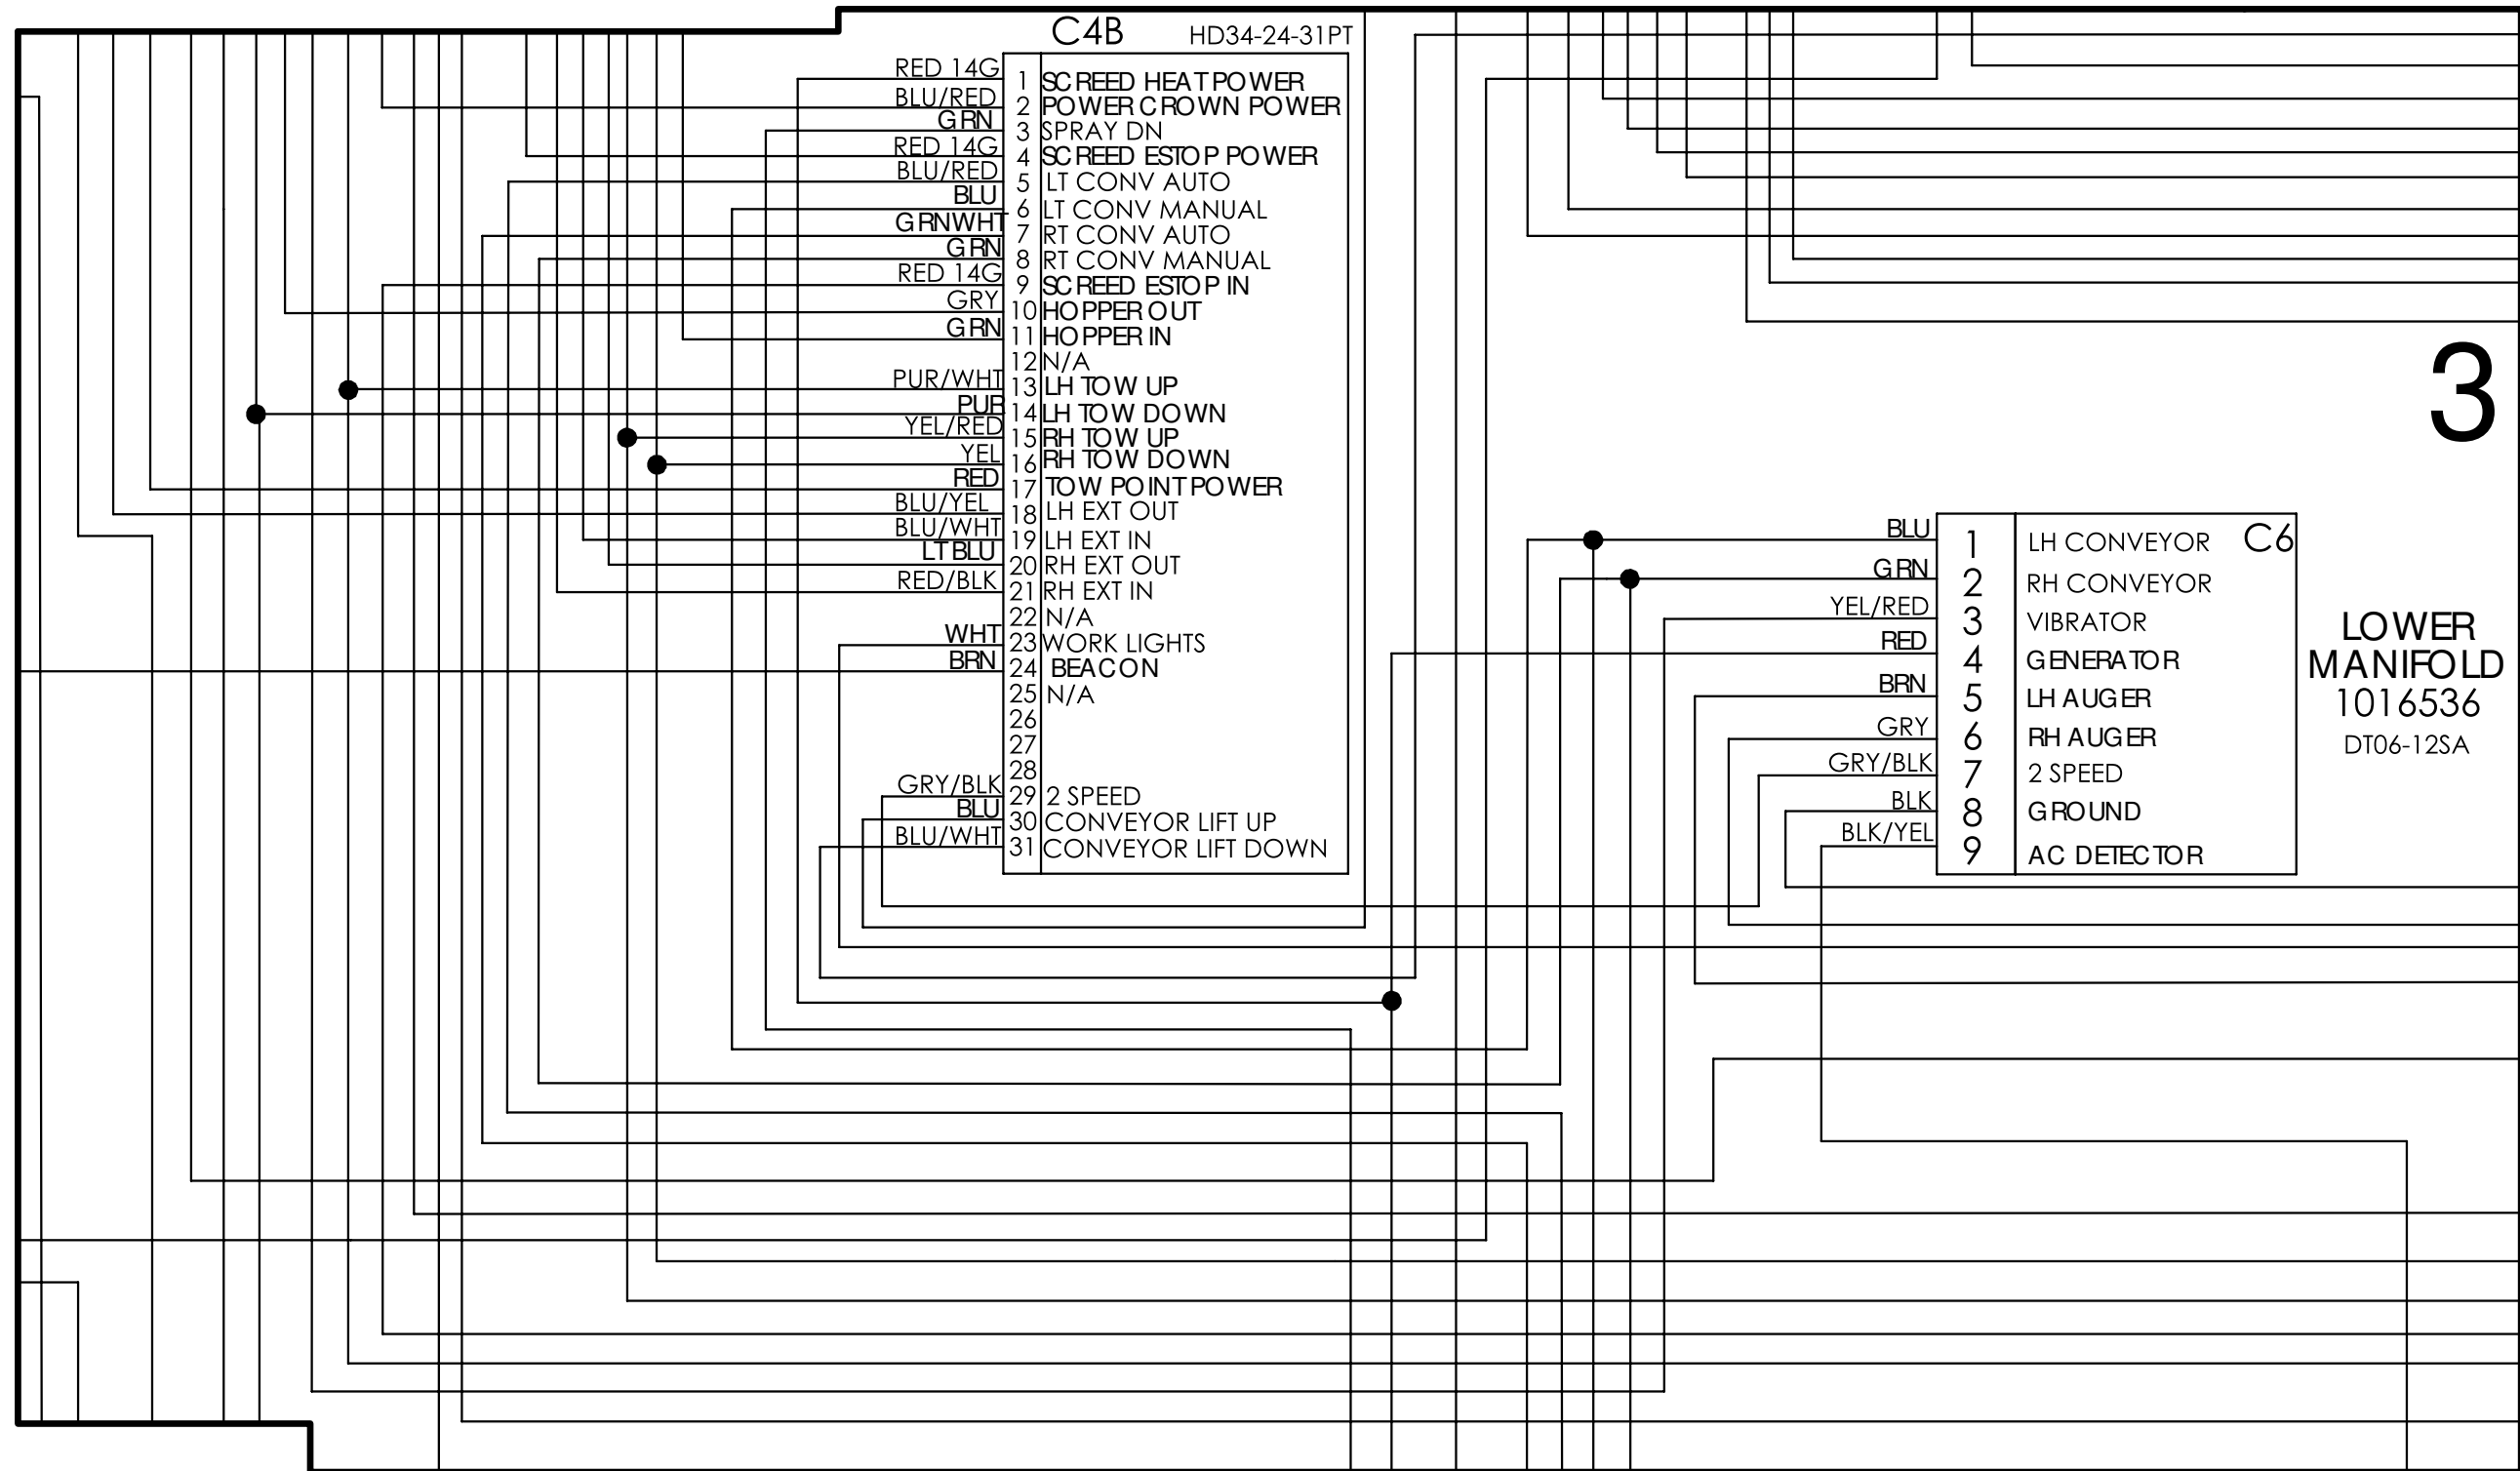 C4B HD34-24-31PT
RED 14G 1 SCREED HEAT POWER
BLU/RED 2 POWER CROWN POWER
GRN 3 SPRAY DN
RED 14G 4 SCREED ESTOP POWER
BLU/RED 5 LT CONV AUTO
BLU 6 LT CONV MANUAL
GRNWHT 7 RT CONV AUTO
GRN 8 RT CONV MANUAL
RED 14G 9 SCREED ESTOP IN
GRY 10 HOPPER OUT
GRN 11 HOPPER IN
12 N/A
PUR/WHT 13 LH TOW UP
PUR 14 LH TOW DOWN
YEL/RED 15 RH TOW UP
YEL 16 RH TOW DOWN
RED 17 TOW POINT POWER
BLU/YEL 18 LH EXT OUT
BLU/WHT 19 LH EXT IN
LT BLU 20 RH EXT OUT
RED/BLK 21 RH EXT IN
22 N/A
WHT 23 WORK LIGHTS
BRN 24 BEACON
25 N/A
26
27
28
GRY/BLK 29 2 SPEED
BLU 30 CONVEYOR LIFT UP
BLU/WHT 31 CONVEYOR LIFT DOWN
3
BLU 1 LH CONVEYOR C6
GRN 2 RH CONVEYOR
YEL/RED 3 VIBRATOR
RED 4 GENERATOR
BRN 5 LH AUGER
GRY 6 RH AUGER
GRY/BLK 7 2 SPEED
BLK 8 GROUND
BLK/YEL 9 AC DETECTOR
LOWER
MANIFOLD
1016536
DT06-12SA